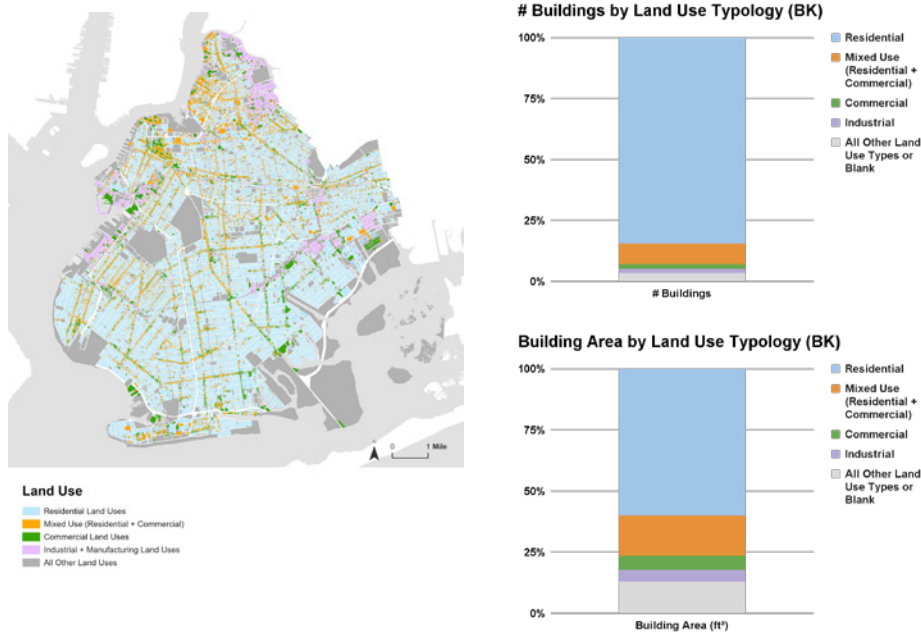 # Buildings by Land Use Typology (BK)
100%
75%
50%
25%
0%
# Buildings
Residential
Mixed Use
(Residential +
Commercial)
Commercial
Industrial
All Other Land
Use Types or
Blank
N
0
1 Mile
Land Use
Residential Land Uses
Mixed Use (Residential + Commercial)
Commercial Land Uses
Industrial + Manufacturing Land Uses
All Other Land Uses
Building Area by Land Use Typology (BK)
100%
75%
50%
25%
0%
Building Area (ft²)
Residential
Mixed Use
(Residential +
Commercial)
Commercial
Industrial
All Other Land
Use Types or
Blank